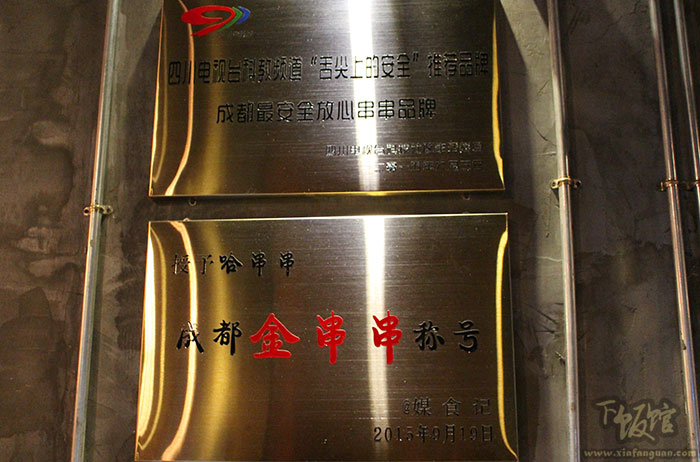 四川电视台科教频道“舌尖上的安全”推荐品牌
成都最安全放心串串品牌
授予哈串串
成都金串串称号
媒食记
2015年9月19日
下饭馆
www.xiafanguan.com